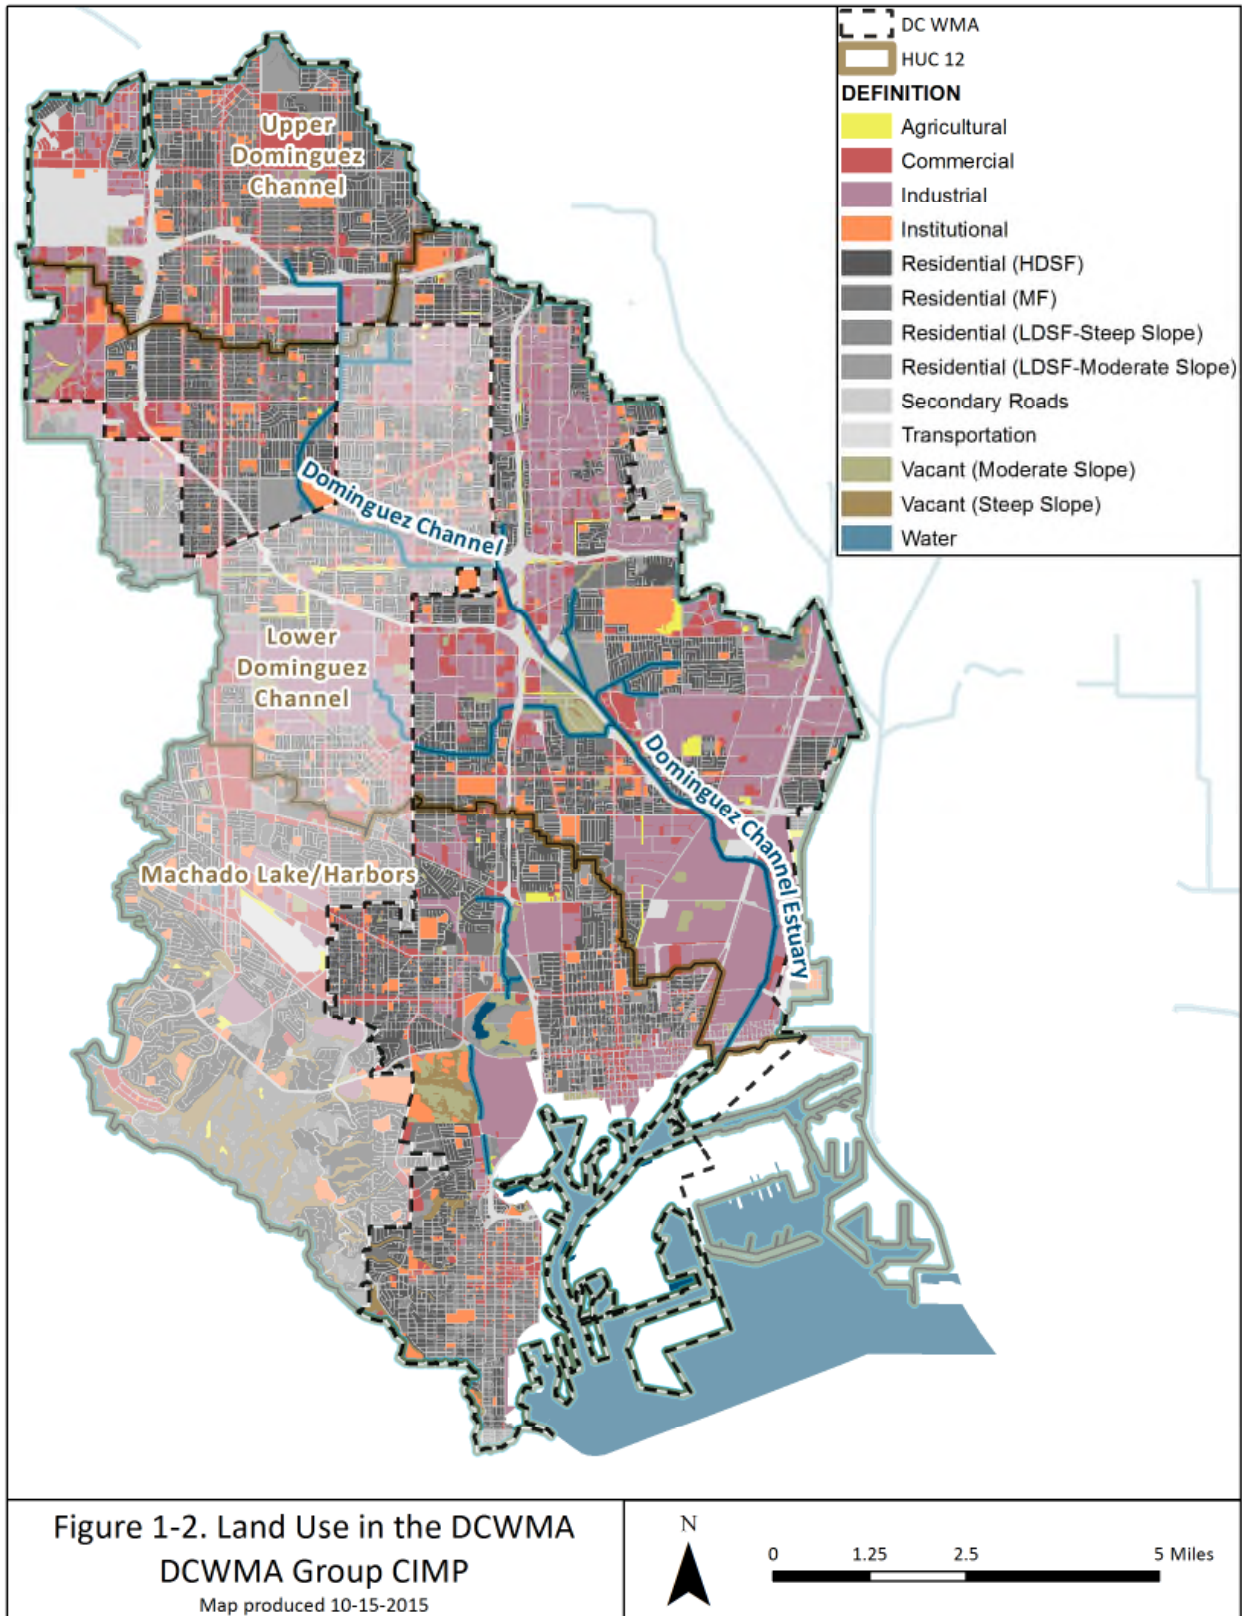 DC WMA
HUC 12
DEFINITION
Agricultural
Commercial
Industrial
Institutional
Residential (HDSF)
Residential (MF)
Residential (LDSF-Steep Slope)
Residential (LDSF-Moderate Slope)
Secondary Roads
Transportation
Vacant (Moderate Slope)
Vacant (Steep Slope)
Water
Upper
Dominguez
Channel
Dominguez Channel
Lower
Dominguez
Channel
Dominguez Channel Estuary
Machado Lake/Harbors
Figure 1-2. Land Use in the DCWMA
DCWMA Group CIMP
Map produced 10-15-2015
N
0 1.25 2.5 5 Miles